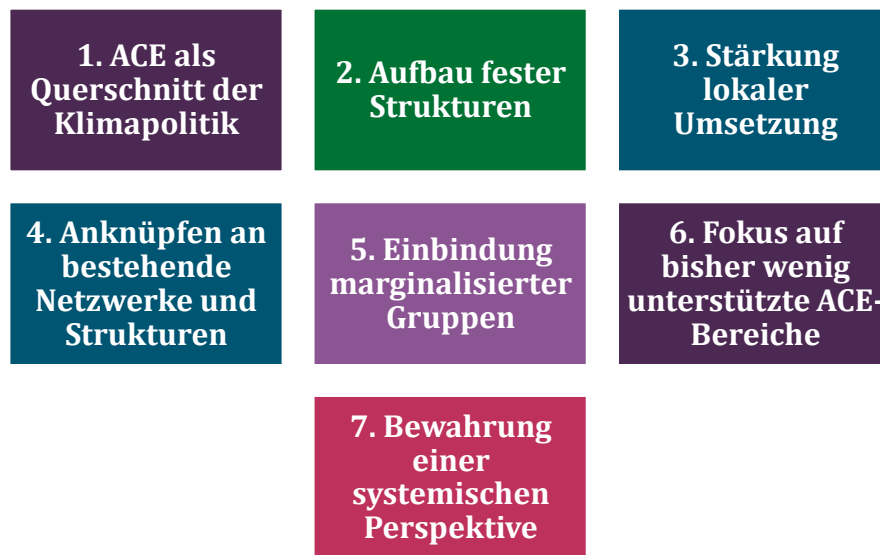 1. ACE als
Querschnitt der
Klimapolitik
2. Aufbau fester
Strukturen
3. Stärkung
lokaler
Umsetzung
4. Anknüpfen an
bestehende
Netzwerke und
Strukturen
5. Einbindung
marginalisierter
Gruppen
6. Fokus auf
bisher wenig
unterstützte ACE-
Bereiche
7. Bewahrung
einer
systemischen
Perspektive